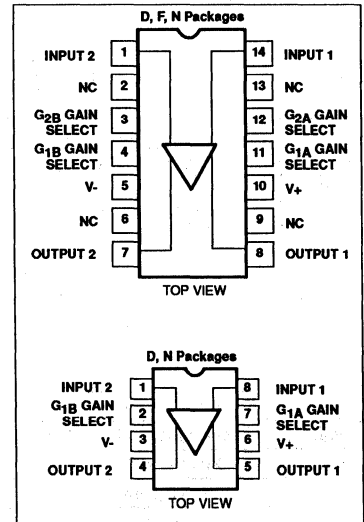 D, F, N Packages
INPUT 2 1 14 INPUT 1
NC 2 13 NC
G2B GAIN SELECT 3 12 G2A GAIN SELECT
G1B GAIN SELECT 4 11 G1A GAIN SELECT
V- 5 10 V+
NC 6 9 NC
OUTPUT 2 7 8 OUTPUT 1
TOP VIEW
D, N Packages
INPUT 2 1 8 INPUT 1
G1B GAIN SELECT 2 7 G1A GAIN SELECT
V- 3 6 V+
OUTPUT 2 4 5 OUTPUT 1
TOP VIEW